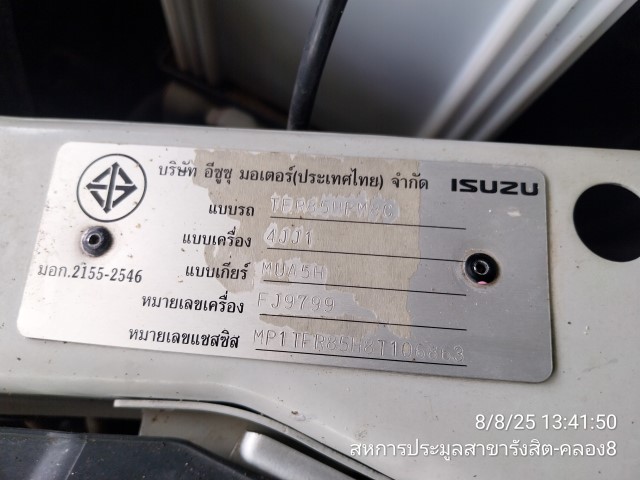 บริษัท อีซูซุ มอเตอร์(ประเทศไทย) จำกัด ISUZU
แบบรถ
แบบเครื่อง 4JJ1
มอก.2155-2546
แบบเกียร์ MUA5H
หมายเลขเครื่อง FJ9799
หมายเลขแชสซิส
8/8/25 13:41:50
สหการประมูลสาขารังสิต-คลอง8